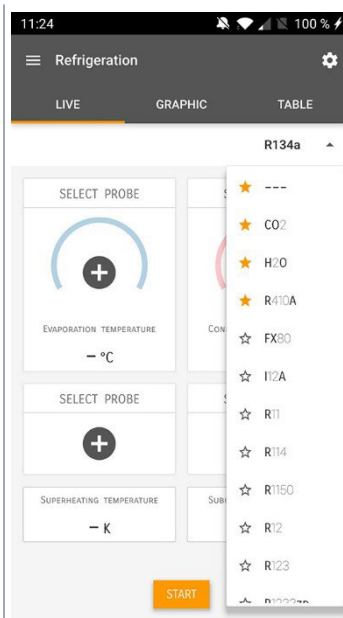 11:24
100 %
Refrigeration
LIVE
GRAPHIC
TABLE
R134a
SELECT PROBE
EVAPORATION TEMPERATURE
– °C
CON
SELECT PROBE
SUPERHEATING TEMPERATURE
– K
START
---
CO2
H2O
R410A
FX80
I12A
R11
R114
R1150
R12
R123